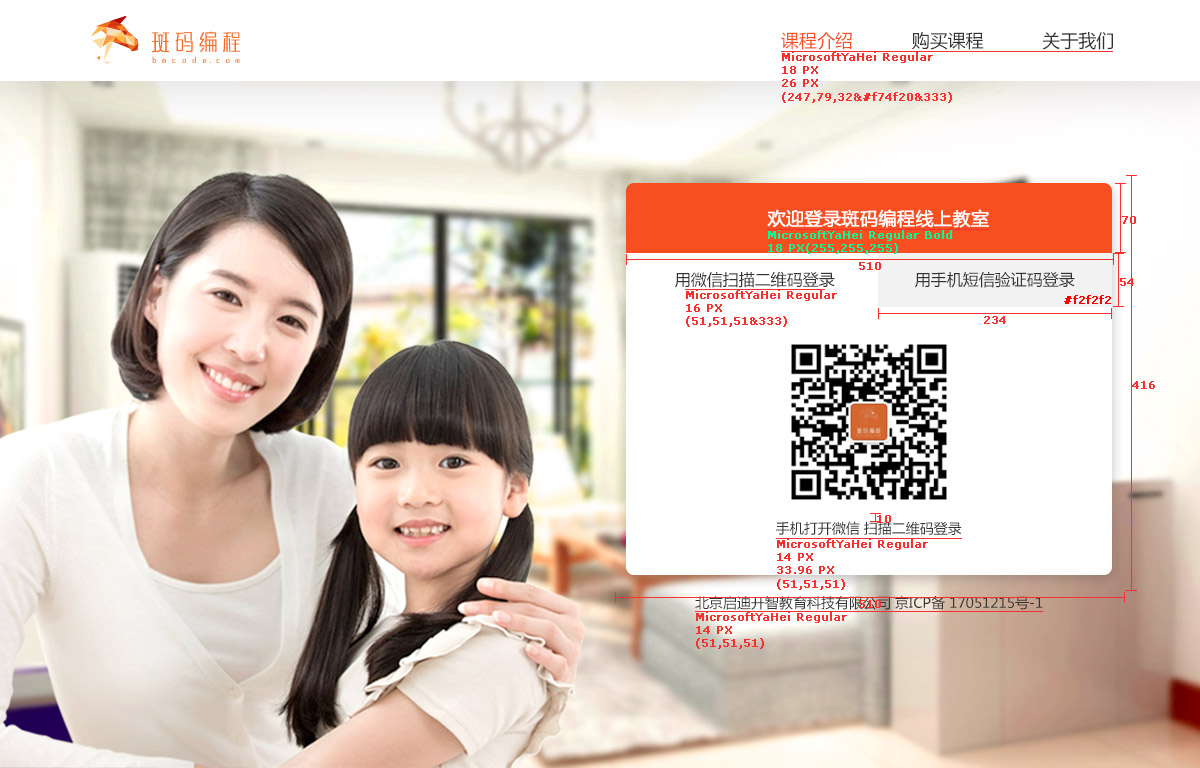 斑码编程
bmcode.com
课程介绍 购买课程 关于我们
MicrosoftYaHei Regular
18 PX
26 PX
(247,79,32&#f74f20&333)
欢迎登录斑码编程线上教室
MicrosoftYaHei Regular Bold
18 PX(255,255,255)
70
510
54
用微信扫描二维码登录 用手机短信验证码登录
MicrosoftYaHei Regular
16 PX
(51,51,51&333)
#f2f2f2
234
416
斑码编程
10
手机打开微信 扫描二维码登录
MicrosoftYaHei Regular
14 PX
33.96 PX
(51,51,51)
510
北京启迪开智教育科技有限公司 京ICP备 17051215号-1
MicrosoftYaHei Regular
14 PX
(51,51,51)